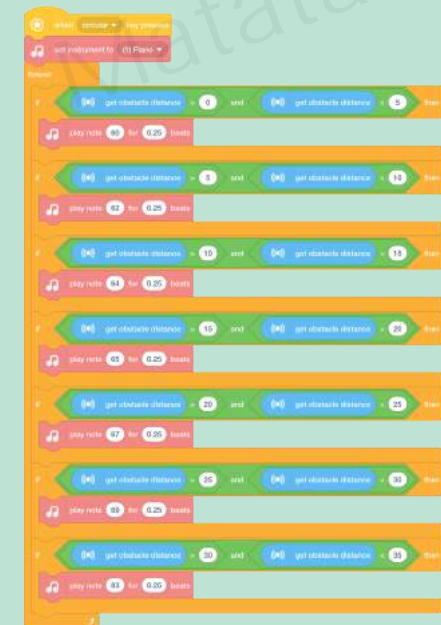 Matata
when circular key pressed
set instrument to (1) Piano
forever
if get obstacle distance > 0 and get obstacle distance < 5 then
play note 60 for 0.25 beats
if get obstacle distance > 5 and get obstacle distance < 10 then
play note 62 for 0.25 beats
if get obstacle distance > 10 and get obstacle distance < 15 then
play note 64 for 0.25 beats
if get obstacle distance > 15 and get obstacle distance < 20 then
play note 65 for 0.25 beats
if get obstacle distance > 20 and get obstacle distance < 25 then
play note 67 for 0.25 beats
if get obstacle distance > 25 and get obstacle distance < 30 then
play note 69 for 0.25 beats
if get obstacle distance > 30 and get obstacle distance < 35 then
play note for 0.25 beats